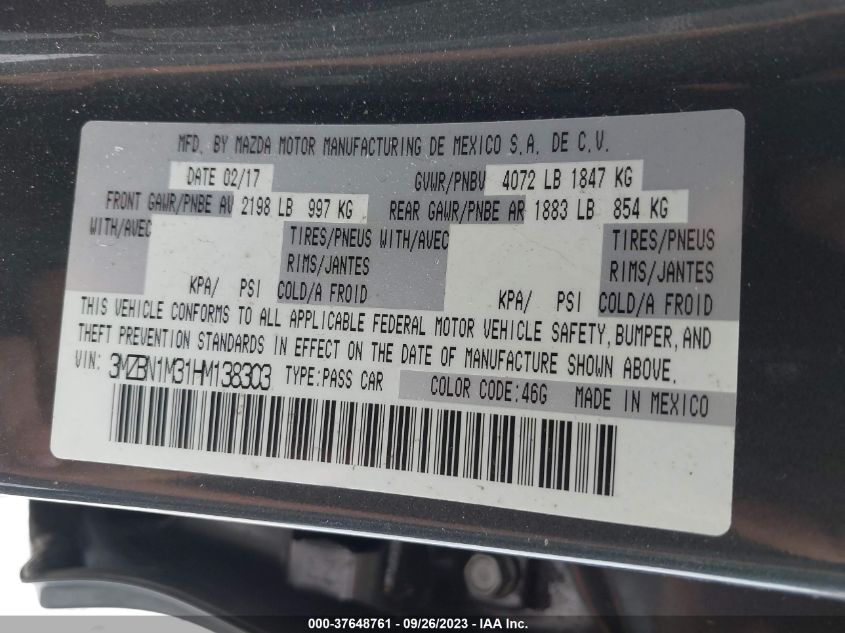 MFD. BY MAZDA MOTOR MANUFACTURING DE MEXICO S.A. DE C.V.
DATE 02/17 GVWR/PNBV 4072 LB 1847 KG
FRONT GAWR/PNBE AV 2198 LB 997 KG REAR GAWR/PNBE AR 1883 LB 854 KG
WITH/AVEC TIRES/PNEUS WITH/AVEC TIRES/PNEUS
RIMS/JANTES RIMS/JANTES
KPA/ PSI COLD/A FROID KPA/ PSI COLD/A FROID
THIS VEHICLE CONFORMS TO ALL APPLICABLE FEDERAL MOTOR VEHICLE SAFETY, BUMPER, AND
THEFT PREVENTION STANDARDS IN EFFECT ON THE DATE OF MANUFACTURE SHOWN ABOVE.
VIN: 3MZBN1M31HM138303 TYPE:PASS CAR COLOR CODE:46G MADE IN MEXICO
000-37648761 - 09/26/2023 - IAA Inc.